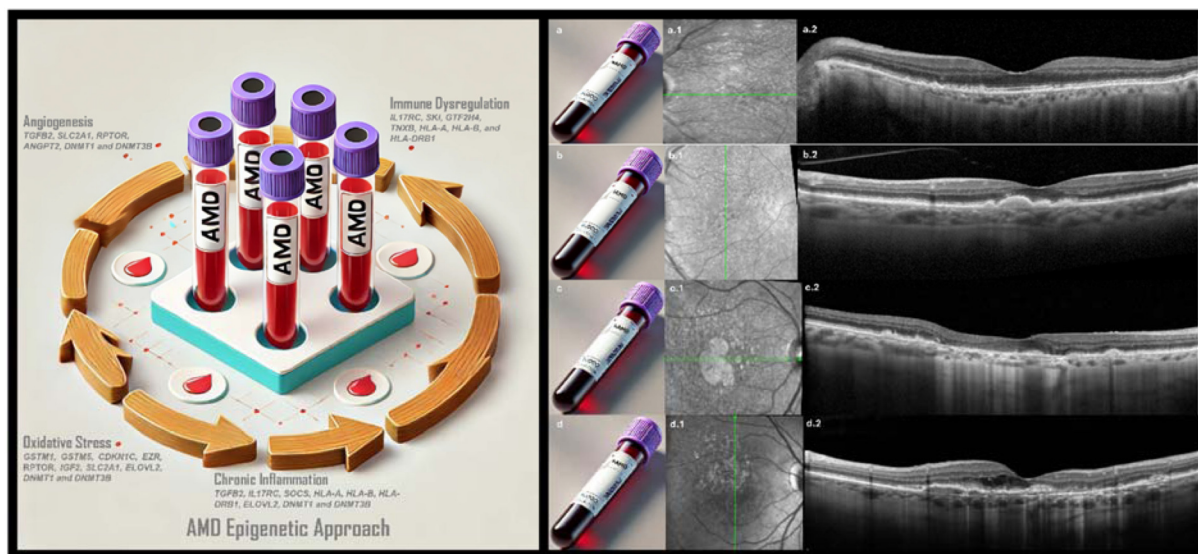 Angiogenesis
TGFB2, SLC2A1, RPTOR,
ANGPT2, DNMT1 and DNMT3B
Immune Dysregulation
IL17RC, SKI, GTF2H4,
TNXB, HLA-A, HLA-B, and
HLA-DRB1
AMD
AMD
AMD
AMD
AMD
Oxidative Stress
GSTM1, GSTM5, CDKN1C, EZR,
RPTOR, IGF2, SLC2A1, ELOVL2,
DNMT1 and DNMT3B
Chronic Inflammation
TGFB2, IL17RC, SOCS, HLA-A, HLA-B, HLA-
DRB1, ELOVL2, DNMT1 and DNMT3B
AMD Epigenetic Approach
a
a.1
a.2
b
b.1
b.2
c
c.1
c.2
d
d.1
d.2